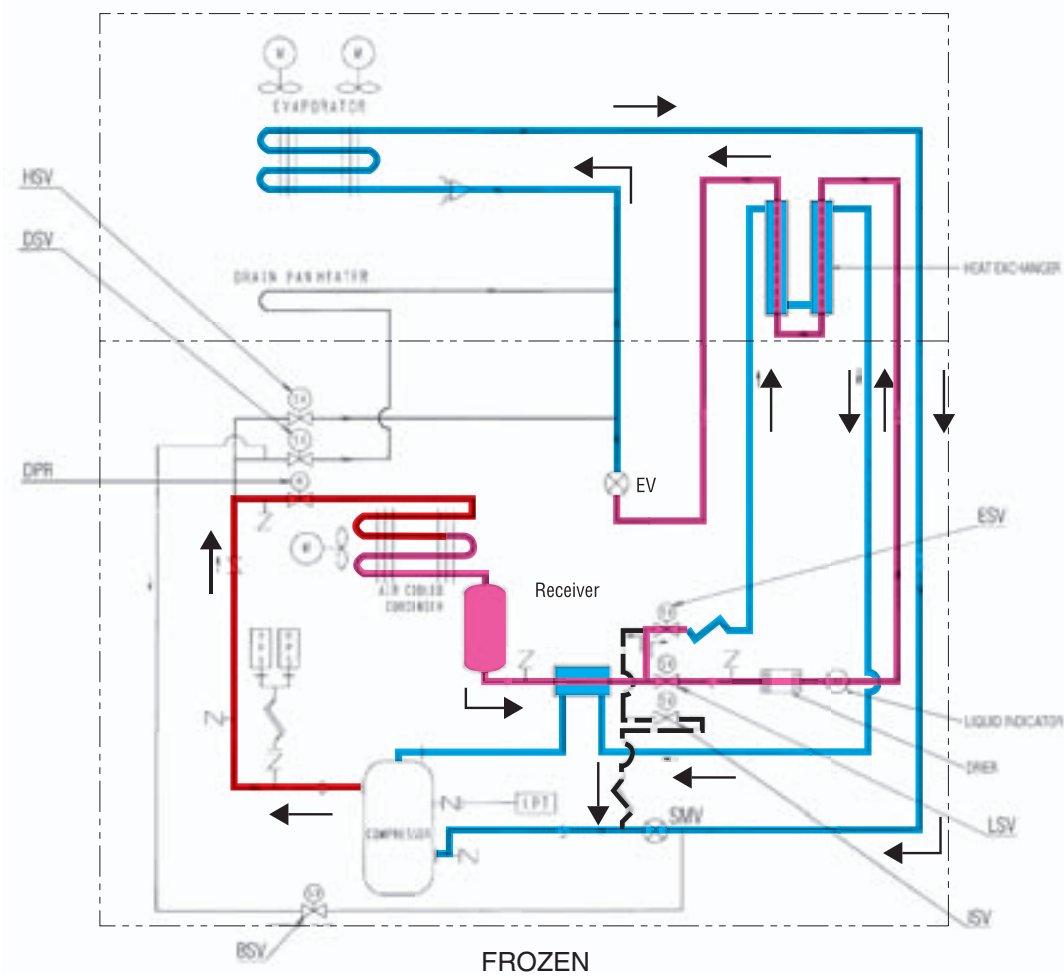 M M
EVAPORATOR
HSV
DSV
HEAT EXCHANGER
DRAIN PAN HEATER
DPR
EV
ESV
M
AIR COOLED
CONDENSER
Receiver
LIQUID INDICATOR
DRIER
LPT
COMPRESSOR
SMV
LSV
ISV
BSV
FROZEN